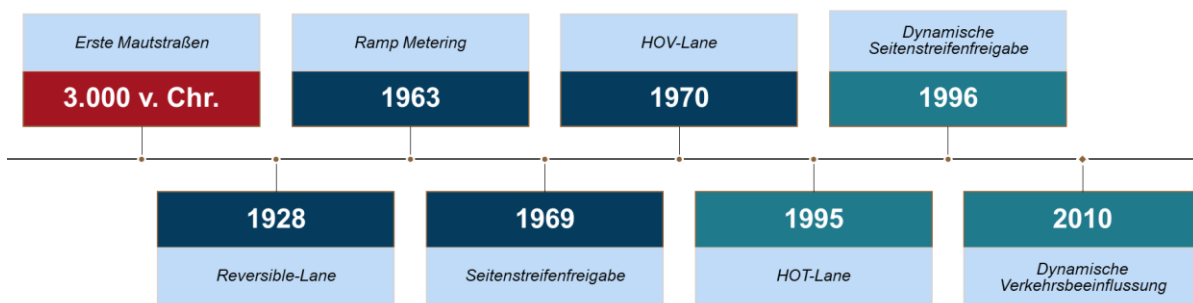 Erste Mautstraßen
3.000 v. Chr.
Ramp Metering
1963
HOV-Lane
1970
Dynamische
Seitenstreifenfreigabe
1996
1928
Reversible-Lane
1969
Seitenstreifenfreigabe
1995
HOT-Lane
2010
Dynamische
Verkehrsbeeinflussung